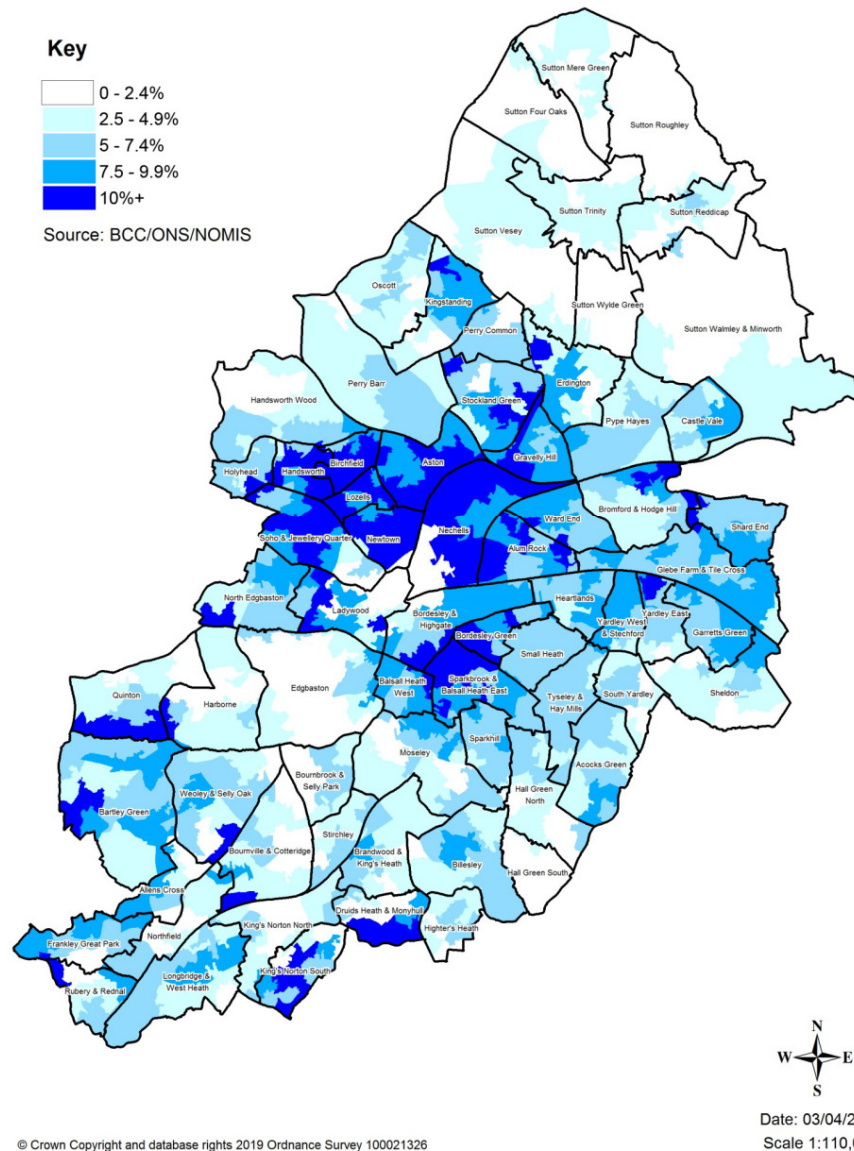 Key
0 - 2.4%
2.5 - 4.9%
5 - 7.4%
7.5 - 9.9%
10%+
Source: BCC/ONS/NOMIS
Sutton Mere Green
Sutton Four Oaks
Sutton Roughley
Sutton Trinity
Sutton Reddicap
Sutton Vesey
Oscott
Kingstanding
Sutton Wylde Green
Perry Common
Sutton Walmley & Minworth
Perry Barr
Erdington
Handsworth Wood
Stockland Green
Pype Hayes
Castle Vale
Gravelly Hill
Holyhead
Handsworth
Birchfield
Aston
Lozells
Bromford & Hodge Hill
Ward End
Shard End
Soho & Jewellery Quarter
Newtown
Nechells
Alum Rock
Glebe Farm & Tile Cross
North Edgbaston
Ladywood
Heartlands
Bordesley &
Highgate
Yardley West
& Stechford
Yardley East
Bordesley Green
Garretts Green
Small Heath
Edgbaston
Balsall Heath
West
Sparkbrook &
Balsall Heath East
Quinton
Harborne
Tyseley &
Hay Mills
South Yardley
Sheldon
Sparkhill
Moseley
Acocks Green
Bournbrook &
Selly Park
Weoley & Selly Oak
Hall Green
North
Bartley Green
Stirchley
Bournville & Cotteridge
Brandwood &
King's Heath
Billesley
Hall Green South
Allens Cross
Druids Heath & Monyhull
King's Norton North
Highter's Heath
Northfield
Frankley Great Park
King's Norton South
Longbridge &
West Heath
Rubery & Rednal
N
W
E
S
Date: 03/04/2
Scale 1:110,
© Crown Copyright and database rights 2019 Ordnance Survey 100021326